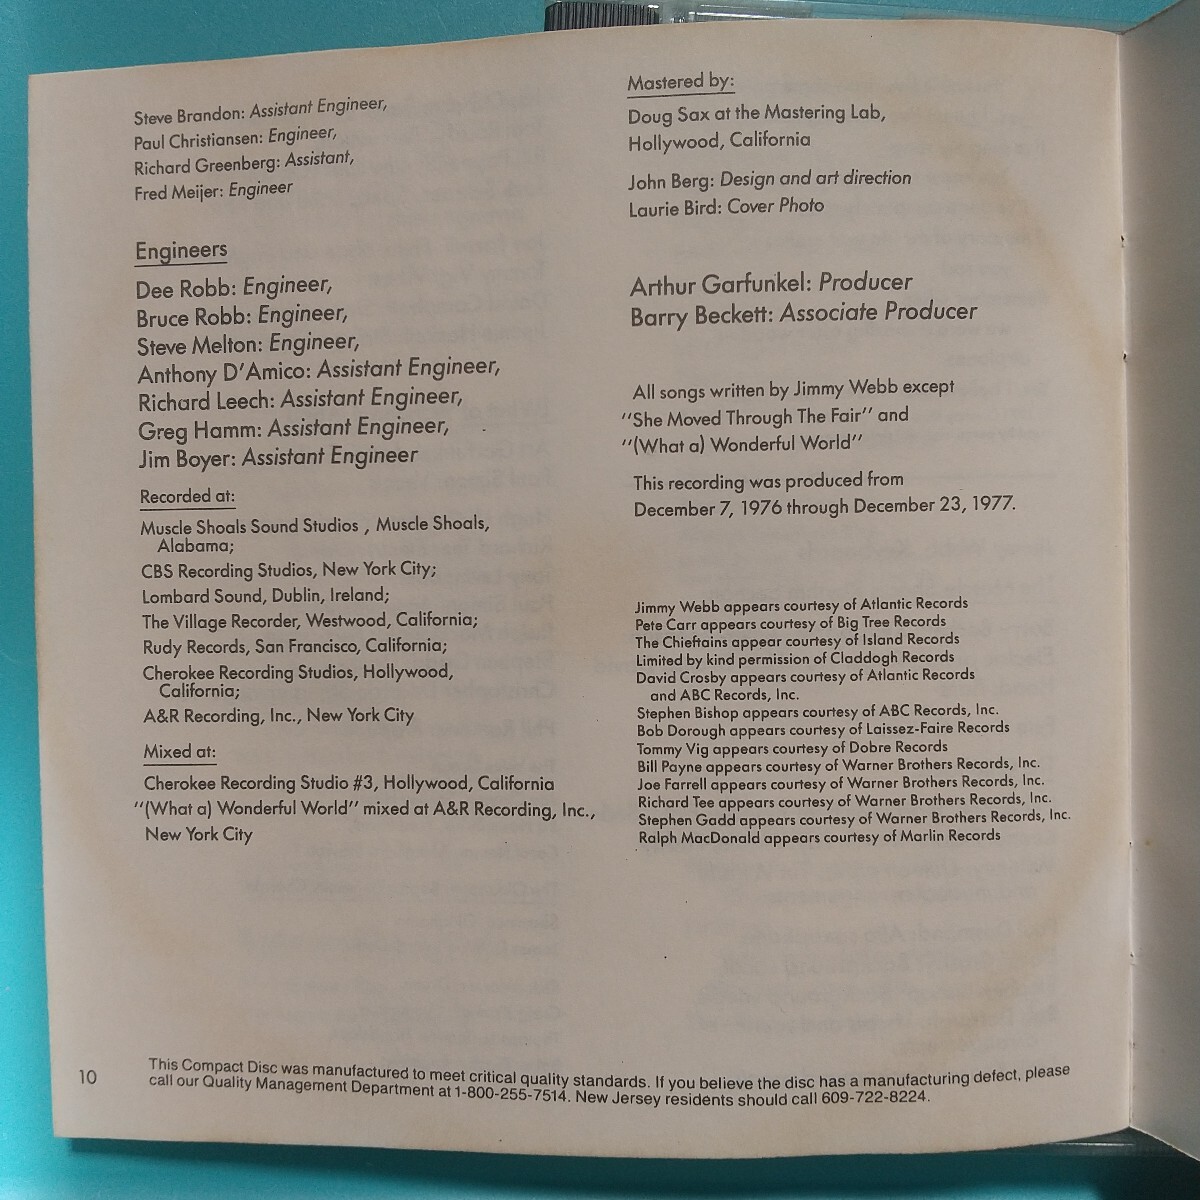 Steve Brandon: Assistant Engineer,
Paul Christiansen: Engineer,
Richard Greenberg: Assistant,
Fred Meijer: Engineer
Engineers
Dee Robb: Engineer,
Bruce Robb: Engineer,
Steve Melton: Engineer,
Anthony D'Amico: Assistant Engineer,
Richard Leech: Assistant Engineer,
Greg Hamm: Assistant Engineer,
Jim Boyer: Assistant Engineer
Recorded at:
Muscle Shoals Sound Studios , Muscle Shoals,
Alabama;
CBS Recording Studios, New York City;
Lombard Sound, Dublin, Ireland;
The Village Recorder, Westwood, California;
Rudy Records, San Francisco, California;
Cherokee Recording Studios, Hollywood,
California;
A&R Recording, Inc., New York City
Mixed at:
Cherokee Recording Studio #3, Hollywood, California
"(What a) Wonderful World" mixed at A&R Recording, Inc.,
New York City
Mastered by:
Doug Sax at the Mastering Lab,
Hollywood, California
John Berg: Design and art direction
Laurie Bird: Cover Photo
Arthur Garfunkel: Producer
Barry Beckett: Associate Producer
All songs written by Jimmy Webb except
"She Moved Through The Fair" and
"(What a) Wonderful World"
This recording was produced from
December 7, 1976 through December 23, 1977.
Jimmy Webb appears courtesy of Atlantic Records
Pete Carr appears courtesy of Big Tree Records
The Chieftains appear courtesy of Island Records
Limited by kind permission of Claddogh Records
David Crosby appears courtesy of Atlantic Records
and ABC Records, Inc.
Stephen Bishop appears courtesy of ABC Records, Inc.
Bob Dorough appears courtesy of Laissez-Faire Records
Tommy Vig appears courtesy of Dobre Records
Bill Payne appears courtesy of Warner Brothers Records, Inc.
Joe Farrell appears courtesy of Warner Brothers Records, Inc.
Richard Tee appears courtesy of Warner Brothers Records, Inc.
Stephen Gadd appears courtesy of Warner Brothers Records, Inc.
Ralph MacDonald appears courtesy of Marlin Records
10
This Compact Disc was manufactured to meet critical quality standards. If you believe the disc has a manufacturing defect, please
call our Quality Management Department at 1-800-255-7514. New Jersey residents should call 609-722-8224.